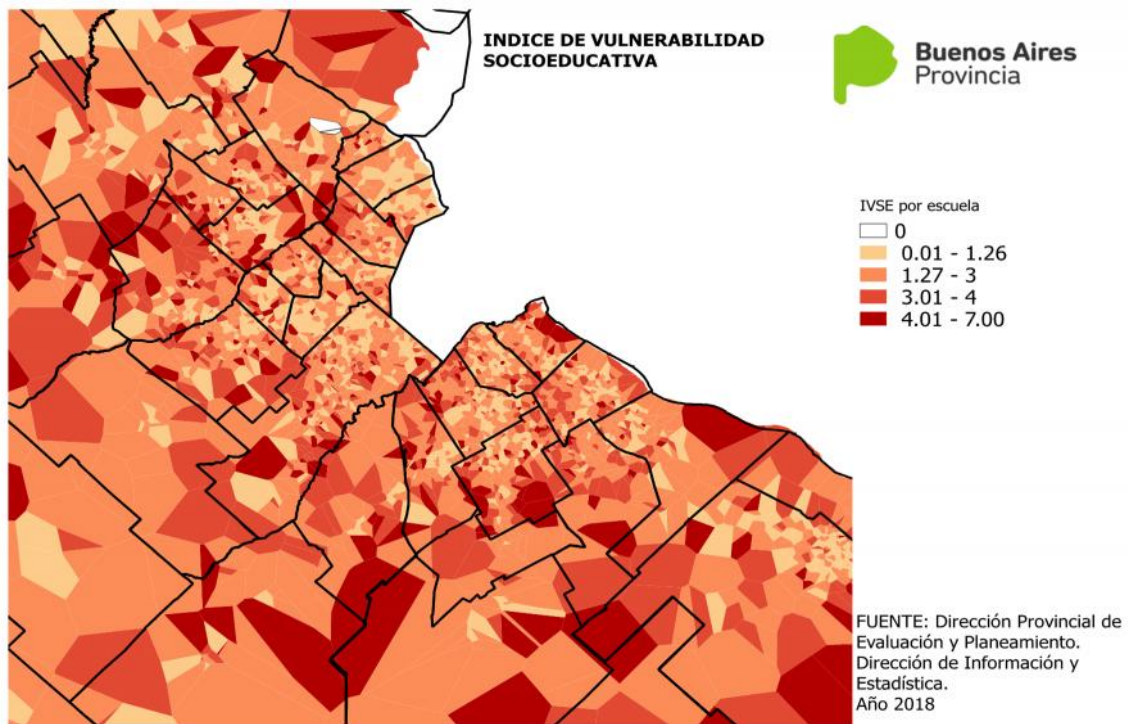 INDICE DE VULNERABILIDAD
SOCIOEDUCATIVA
Buenos Aires
Provincia
IVSE por escuela
0
0.01 - 1.26
1.27 - 3
3.01 - 4
4.01 - 7.00
FUENTE: Dirección Provincial de
Evaluación y Planeamiento.
Dirección de Información y
Estadística.
Año 2018